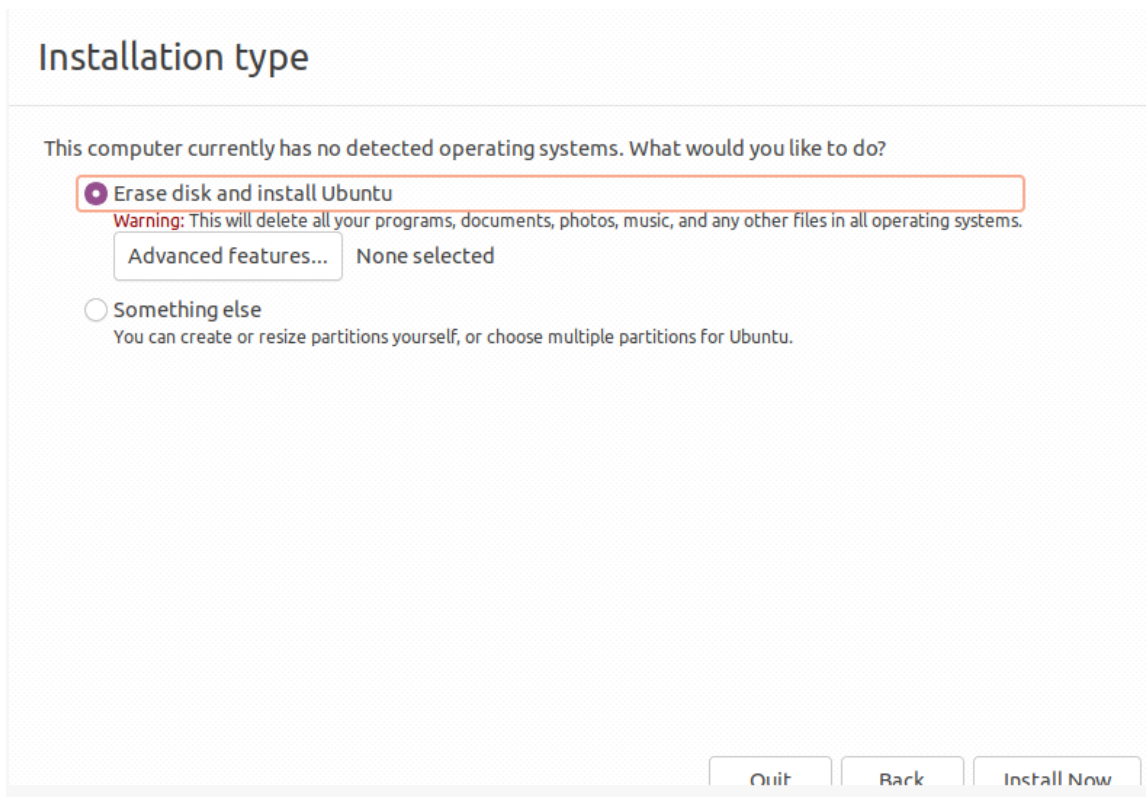 Installation type
This computer currently has no detected operating systems. What would you like to do?
Erase disk and install Ubuntu
Warning: This will delete all your programs, documents, photos, music, and any other files in all operating systems.
Advanced features... None selected
Something else
You can create or resize partitions yourself, or choose multiple partitions for Ubuntu.
Quit Back Install Now